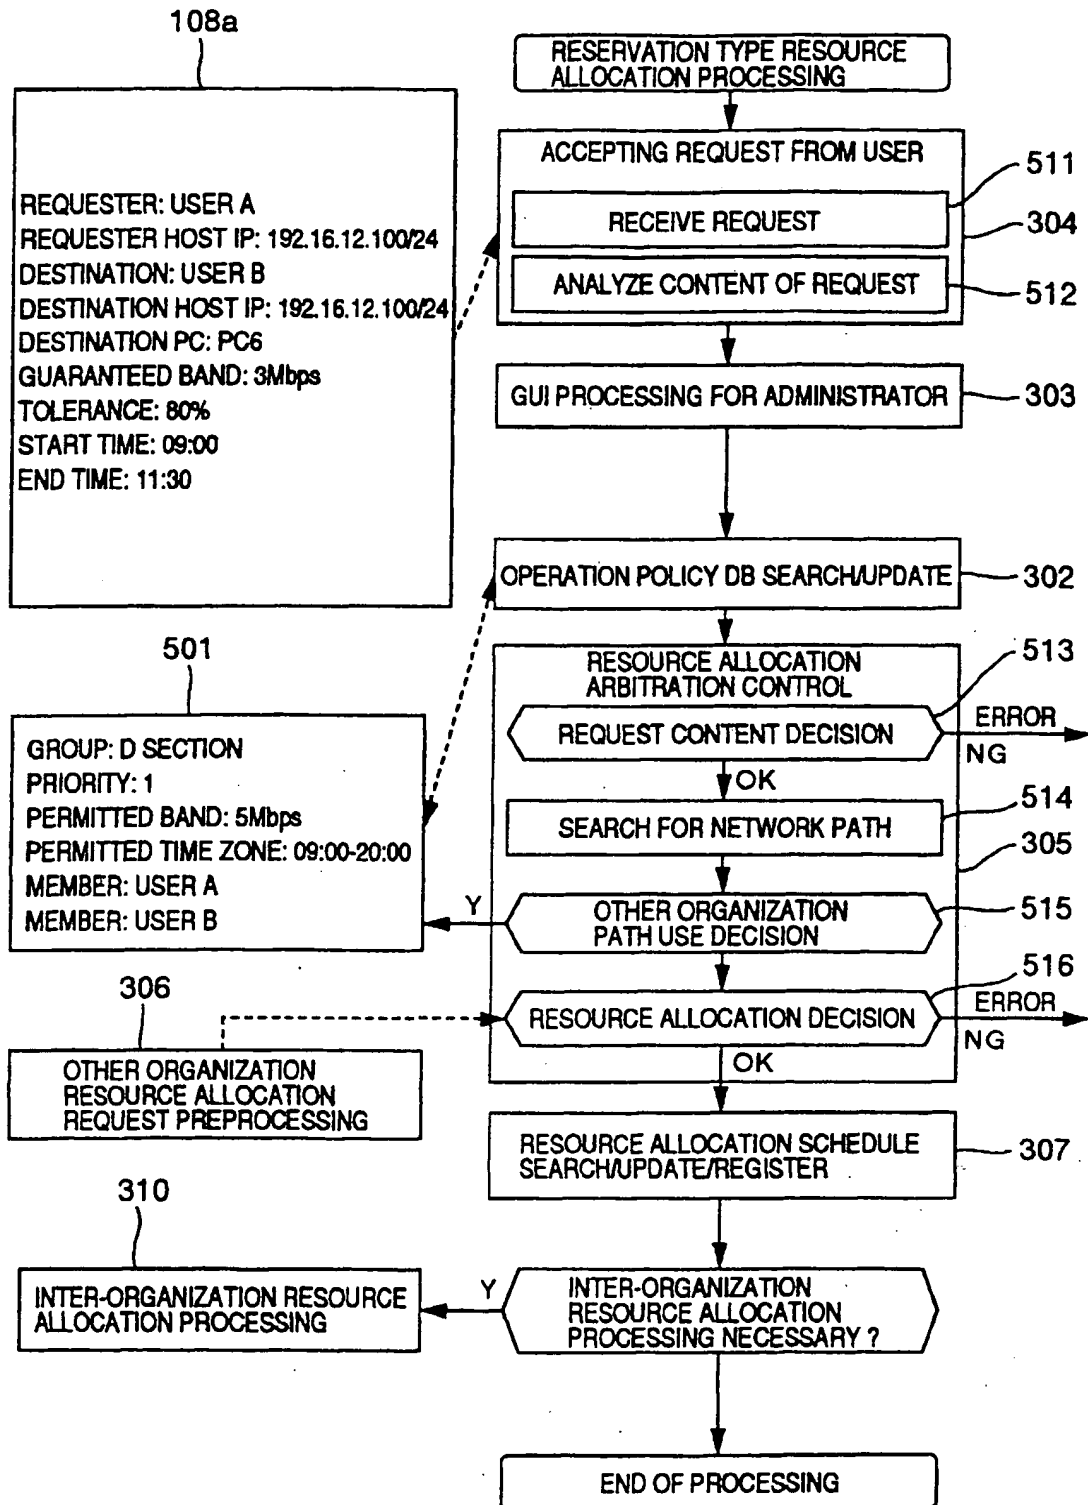 108a
RESERVATION TYPE RESOURCE
ALLOCATION PROCESSING
REQUESTER: USER A
REQUESTER HOST IP: 192.16.12.100/24
DESTINATION: USER B
DESTINATION HOST IP: 192.16.12.100/24
DESTINATION PC: PC6
GUARANTEED BAND: 3Mbps
TOLERANCE: 80%
START TIME: 09:00
END TIME: 11:30
ACCEPTING REQUEST FROM USER
511
RECEIVE REQUEST
304
ANALYZE CONTENT OF REQUEST
512
GUI PROCESSING FOR ADMINISTRATOR
303
OPERATION POLICY DB SEARCH/UPDATE
302
501
GROUP: D SECTION
PRIORITY: 1
PERMITTED BAND: 5Mbps
PERMITTED TIME ZONE: 09:00-20:00
MEMBER: USER A
MEMBER: USER B
RESOURCE ALLOCATION
ARBITRATION CONTROL
513
REQUEST CONTENT DECISION
ERROR
NG
OK
514
SEARCH FOR NETWORK PATH
305
Y
OTHER ORGANIZATION
PATH USE DECISION
515
516
RESOURCE ALLOCATION DECISION
ERROR
NG
OK
306
OTHER ORGANIZATION
RESOURCE ALLOCATION
REQUEST PREPROCESSING
RESOURCE ALLOCATION SCHEDULE
SEARCH/UPDATE/REGISTER
307
310
INTER-ORGANIZATION RESOURCE
ALLOCATION PROCESSING
Y
INTER-ORGANIZATION
RESOURCE ALLOCATION
PROCESSING NECESSARY ?
END OF PROCESSING